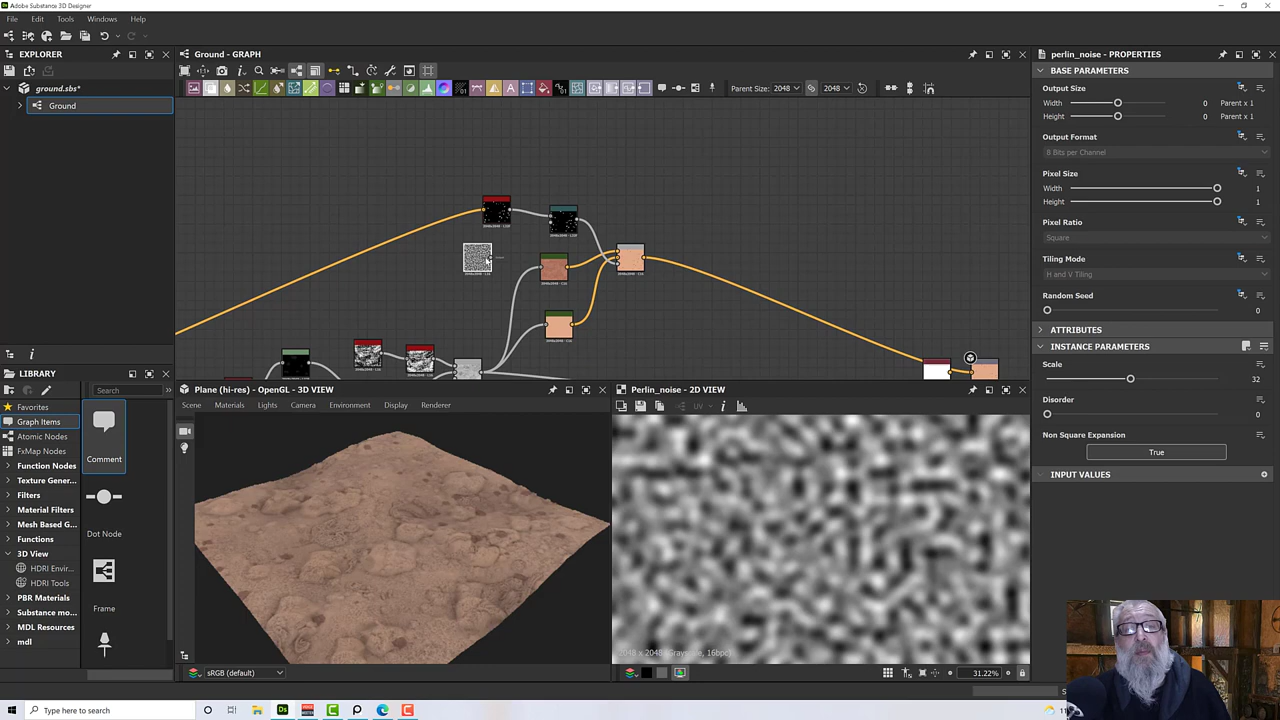 Adobe Substance 3D Designer
File Edit Tools Windows Help
EXPLORER
ground.sbs*
Ground
LIBRARY
Search
Favorites
Graph Items
Atomic Nodes
FxMap Nodes
Function Nodes
Texture Gener...
Filters
Material Filters
Mesh Based G...
Functions
3D View
HDRI Envir...
HDRI Tools
PBR Materials
Substance mo...
MDL Resources
mdl
Comment
Dot Node
Frame
Ground - GRAPH
Parent Size: 2048 2048
Plane (hi-res) - OpenGL - 3D VIEW
Scene Materials Lights Camera Environment Display Renderer
sRGB (default)
Perlin_noise - 2D VIEW
UV
2048 x 2048 (Grayscale, 16bpc)
31.22%
perlin_noise - PROPERTIES
BASE PARAMETERS
Output Size
Width 0 Parent x 1
Height 0 Parent x 1
Output Format
8 Bits per Channel
Pixel Size
Width 1
Height 1
Pixel Ratio
Square
Tiling Mode
H and V Tiling
Random Seed
0
ATTRIBUTES
INSTANCE PARAMETERS
Scale
32
Disorder
0
Non Square Expansion
True
INPUT VALUES
Type here to search